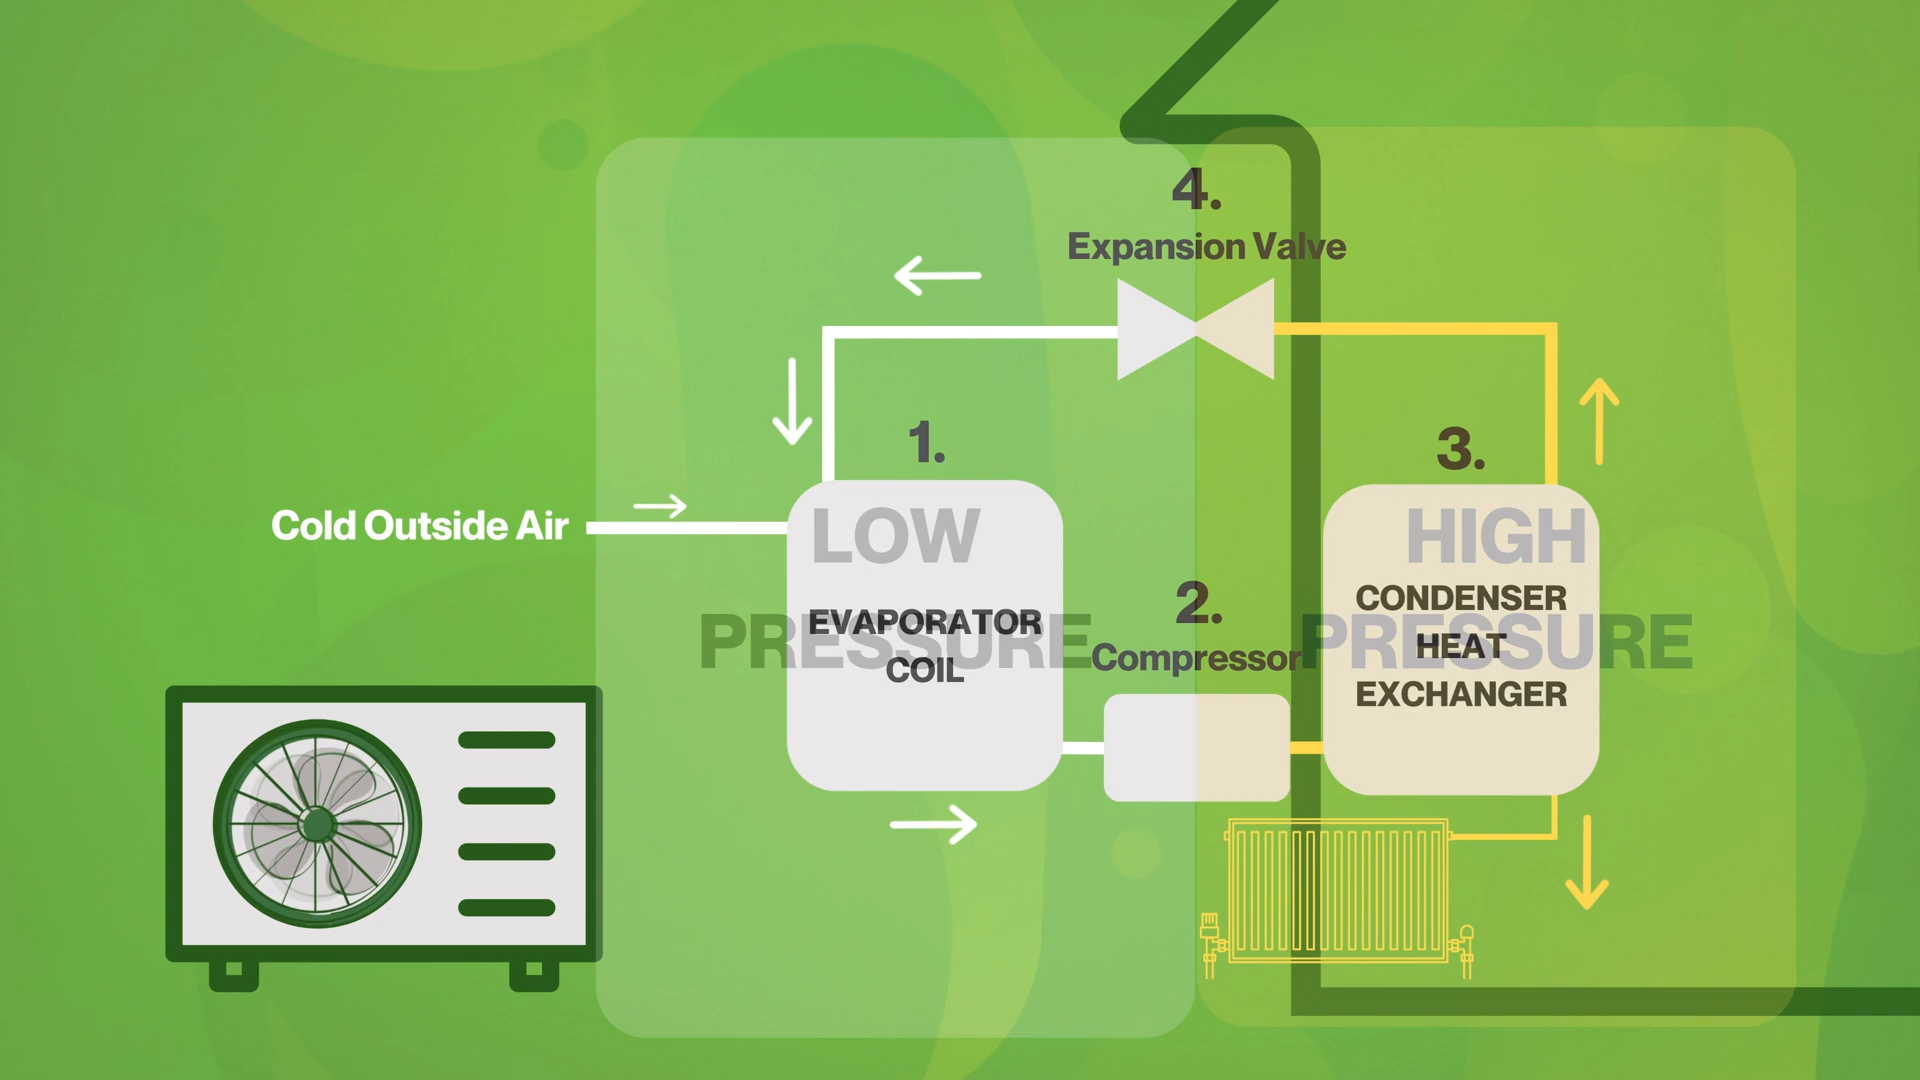 4.
Expansion Valve
1.
3.
Cold Outside Air
LOW
PRESSURE
EVAPORATOR
COIL
2.
Compressor
HIGH
PRESSURE
CONDENSER
HEAT
EXCHANGER